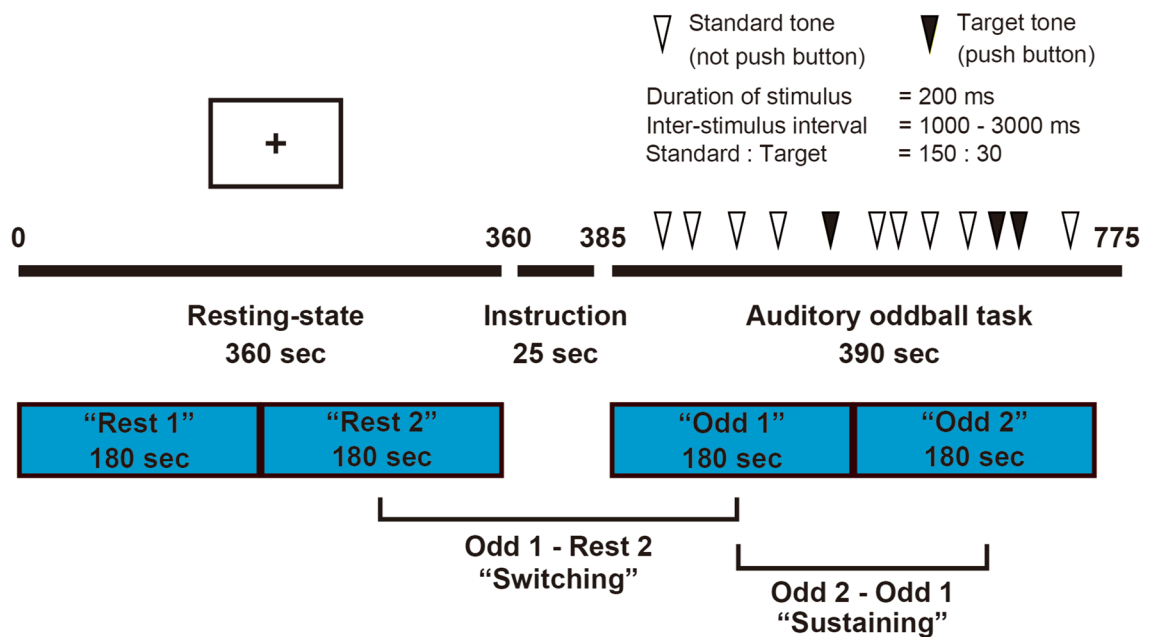 Standard tone
(not push button)
Target tone
(push button)
Duration of stimulus = 200 ms
Inter-stimulus interval = 1000 - 3000 ms
Standard : Target = 150 : 30
+
0
360
385
775
Resting-state
360 sec
Instruction
25 sec
Auditory oddball task
390 sec
“Rest 1”
180 sec
“Rest 2”
180 sec
“Odd 1”
180 sec
“Odd 2”
180 sec
Odd 1 - Rest 2
“Switching”
Odd 2 - Odd 1
“Sustaining”